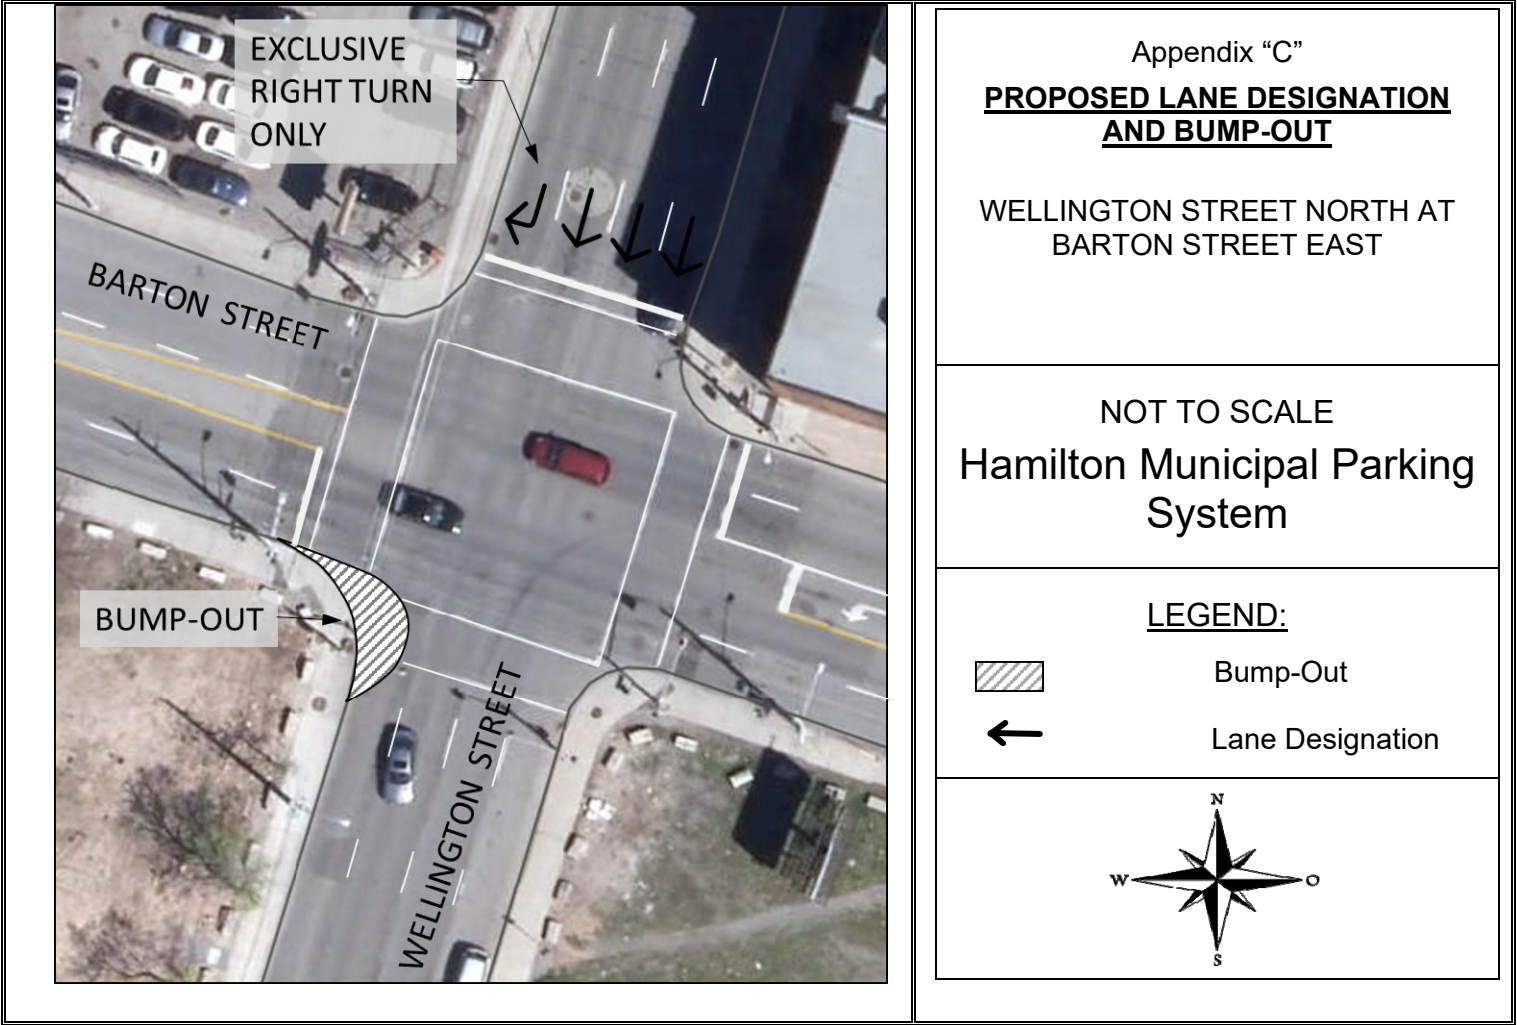 EXCLUSIVE
RIGHT TURN
ONLY
BARTON STREET
BUMP-OUT
WELLINGTON STREET
Appendix “C”
PROPOSED LANE DESIGNATION
AND BUMP-OUT
WELLINGTON STREET NORTH AT
BARTON STREET EAST
NOT TO SCALE
Hamilton Municipal Parking
System
LEGEND:
Bump-Out
Lane Designation
N
W
O
S